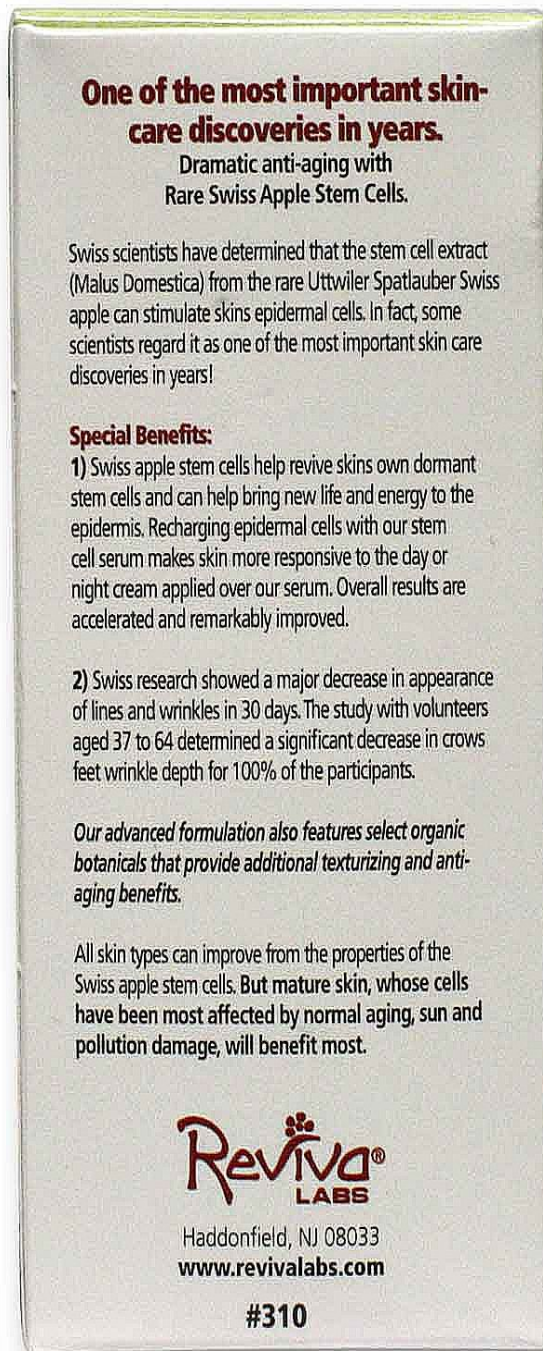 One of the most important skin-
care discoveries in years.
Dramatic anti-aging with
Rare Swiss Apple Stem Cells.
Swiss scientists have determined that the stem cell extract
(Malus Domestica) from the rare Uttwiler Spatlauber Swiss
apple can stimulate skins epidermal cells. In fact, some
scientists regard it as one of the most important skin care
discoveries in years!
Special Benefits:
1) Swiss apple stem cells help revive skins own dormant
stem cells and can help bring new life and energy to the
epidermis. Recharging epidermal cells with our stem
cell serum makes skin more responsive to the day or
night cream applied over our serum. Overall results are
accelerated and remarkably improved.
2) Swiss research showed a major decrease in appearance
of lines and wrinkles in 30 days. The study with volunteers
aged 37 to 64 determined a significant decrease in crows
feet wrinkle depth for 100% of the participants.
Our advanced formulation also features select organic
botanicals that provide additional texturizing and anti-
aging benefits.
All skin types can improve from the properties of the
Swiss apple stem cells. But mature skin, whose cells
have been most affected by normal aging, sun and
pollution damage, will benefit most.
Reviva®
LABS
Haddonfield, NJ 08033
www.revivalabs.com
#310